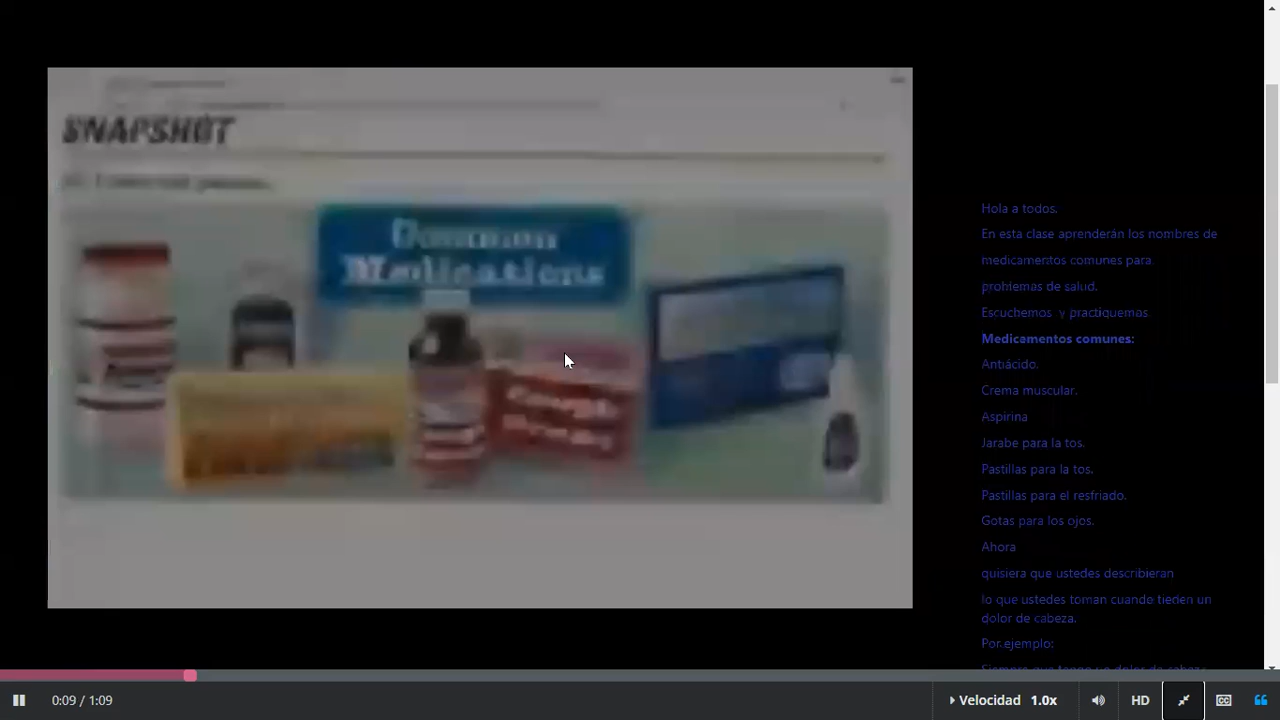 SNAPSHOT
Common
Medications
Hola a todos.
En esta clase aprenderán los nombres de
medicamentos comunes para
problemas de salud.
Escuchemos y practiquemos
Medicamentos comunes:
Antiácido.
Crema muscular.
Aspirina
Jarabe para la tos.
Pastillas para la tos.
Pastillas para el resfriado.
Gotas para los ojos.
Ahora
quisiera que ustedes describieran
lo que ustedes toman cuando tienen un
dolor de cabeza.
Por ejemplo:
0:09 / 1:09
Velocidad 1.0x
HD
CC